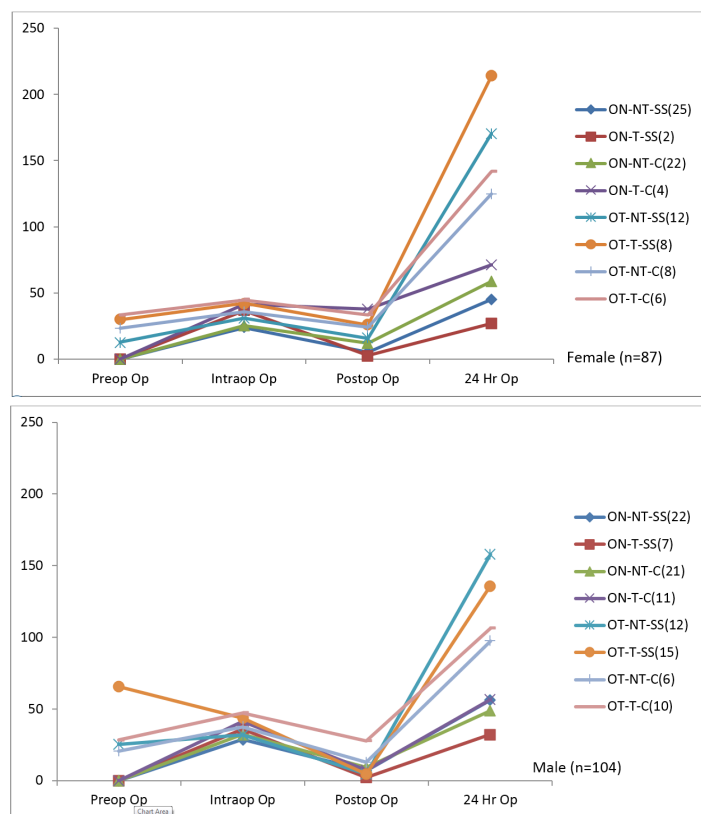 250
200
150
100
50
0
Preop Op Intraop Op Postop Op 24 Hr Op
ON-NT-SS(25)
ON-T-SS(2)
ON-NT-C(22)
ON-T-C(4)
OT-NT-SS(12)
OT-T-SS(8)
OT-NT-C(8)
OT-T-C(6)
Female (n=87)
250
200
150
100
50
0
Preop Op Intraop Op Postop Op 24 Hr Op
Chart Area
ON-NT-SS(22)
ON-T-SS(7)
ON-NT-C(21)
ON-T-C(11)
OT-NT-SS(12)
OT-T-SS(15)
OT-NT-C(6)
OT-T-C(10)
Male (n=104)